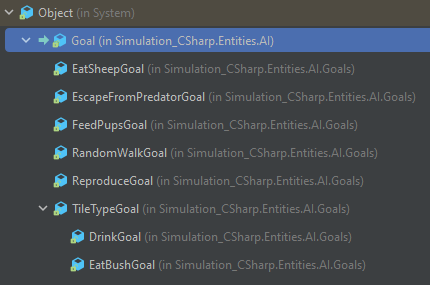 Object (in System)
Goal (in Simulation_CSharp.Entities.AI)
EatSheepGoal (in Simulation_CSharp.Entities.AI.Goals)
EscapeFromPredatorGoal (in Simulation_CSharp.Entities.AI.Goals)
FeedPupsGoal (in Simulation_CSharp.Entities.AI.Goals)
RandomWalkGoal (in Simulation_CSharp.Entities.AI.Goals)
ReproduceGoal (in Simulation_CSharp.Entities.AI.Goals)
TileTypeGoal (in Simulation_CSharp.Entities.AI.Goals)
DrinkGoal (in Simulation_CSharp.Entities.AI.Goals)
EatBushGoal (in Simulation_CSharp.Entities.AI.Goals)